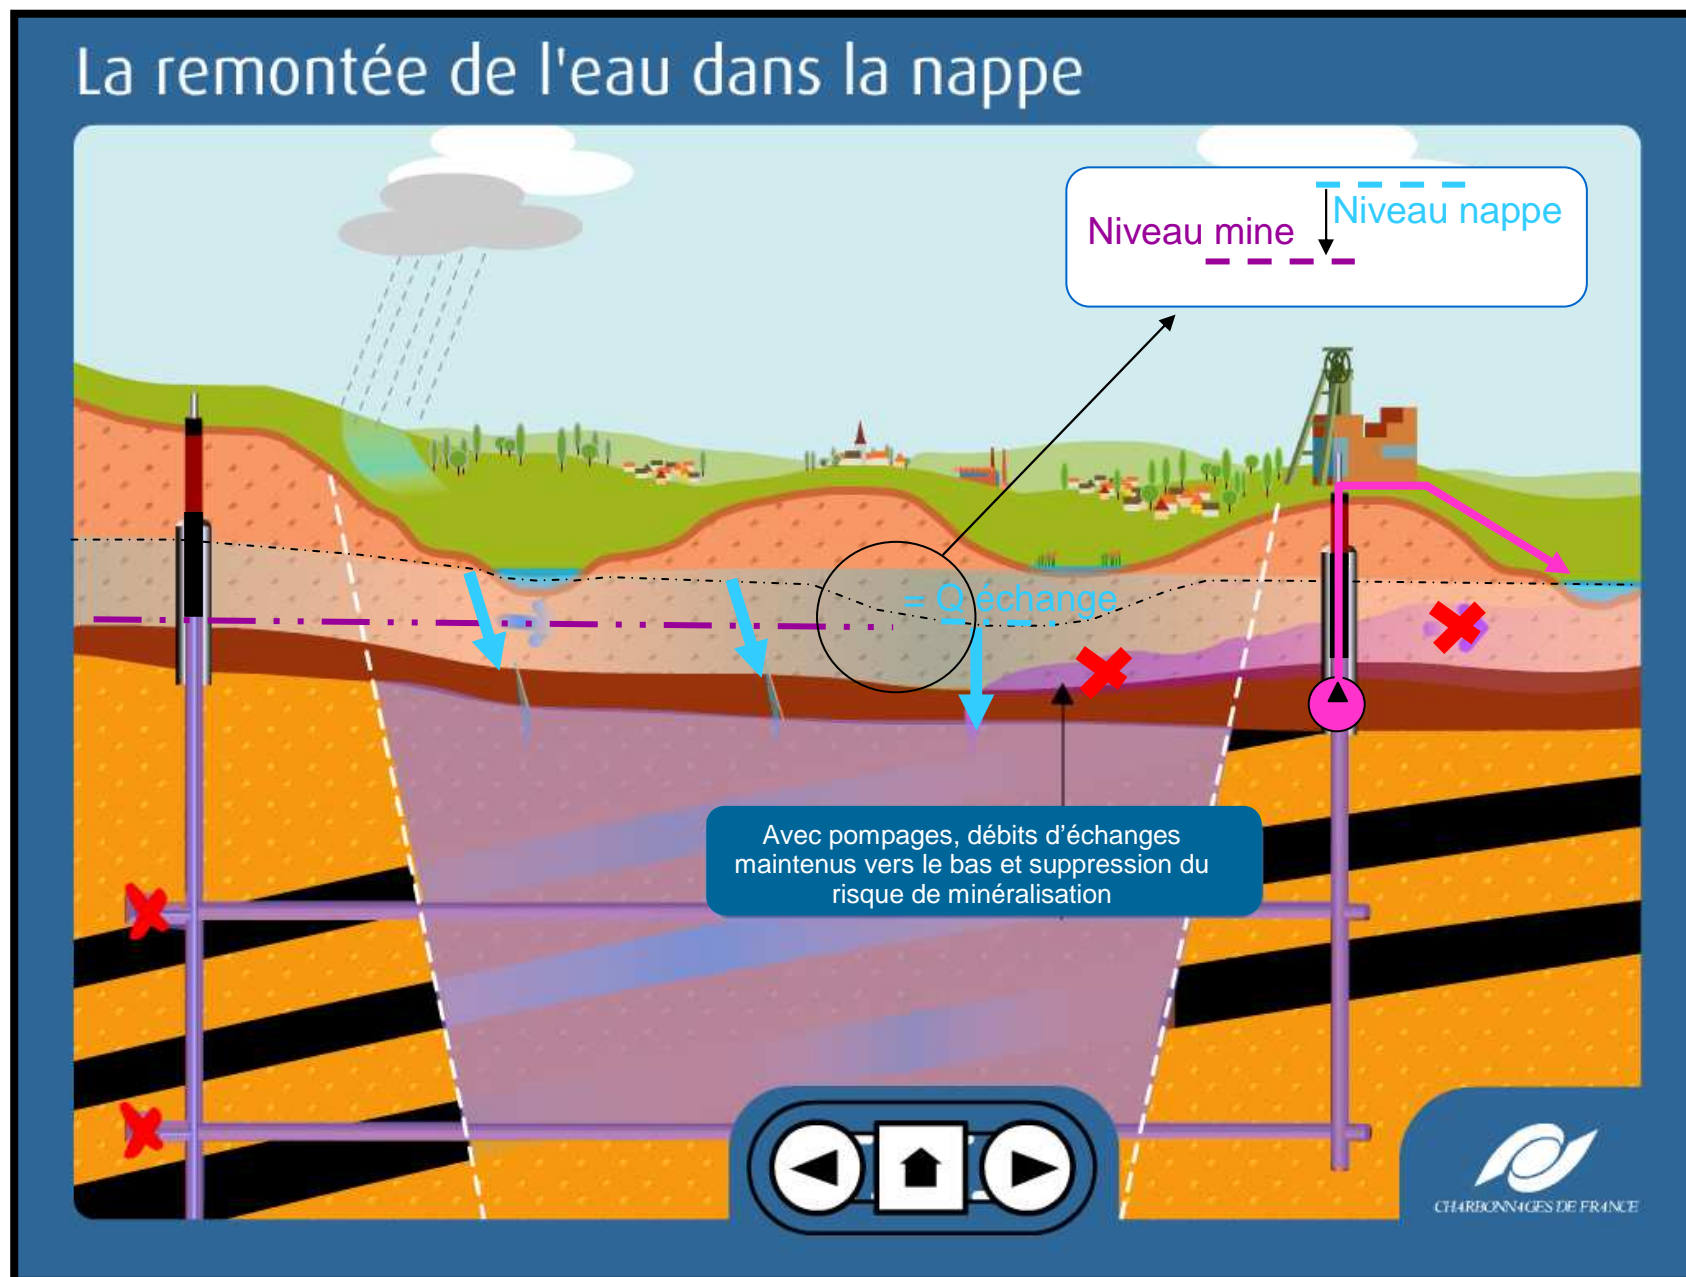 La remontée de l'eau dans la nappe
Niveau nappe
Niveau mine
= Q échange
Avec pompages, débits d’échanges
maintenus vers le bas et suppression du
risque de minéralisation
CHARBONNAGES DE FRANCE